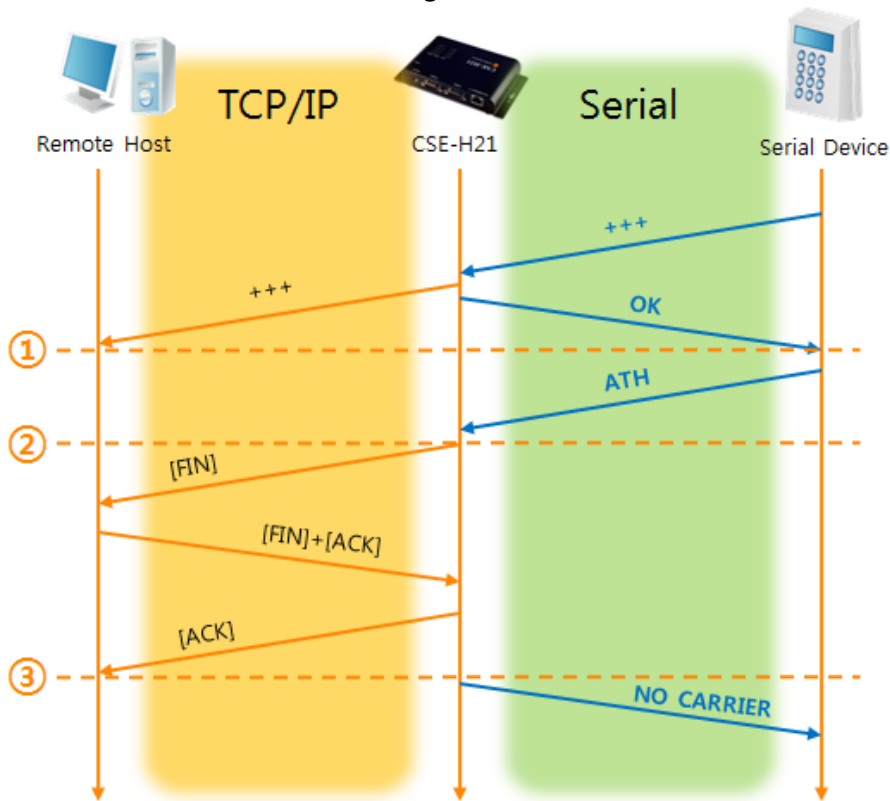 TCP/IP
Serial
Remote Host
CSE-H21
Serial Device
+++
+++
OK
①
ATH
②
[FIN]
[FIN]+[ACK]
[ACK]
③
NO CARRIER